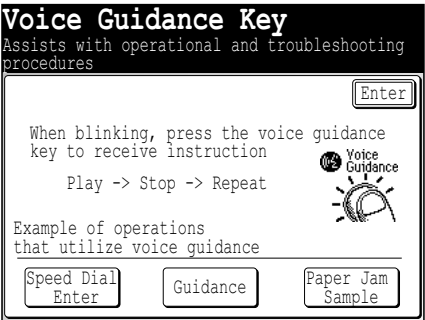 Voice Guidance Key
Assists with operational and troubleshooting
procedures
Enter
When blinking, press the voice guidance
key to receive instruction
Voice
Guidance
Play -> Stop -> Repeat
Example of operations
that utilize voice guidance
Speed Dial
Enter
Guidance
Paper Jam
Sample